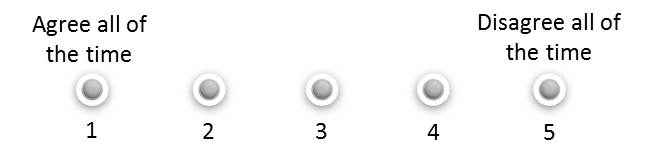 Agree all of
the time
Disagree all of
the time
1 2 3 4 5